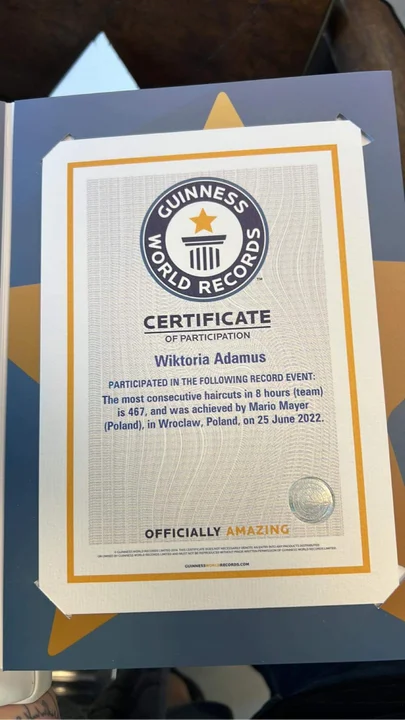 GUINNESS
WORLD RECORDS
CERTIFICATE
OF PARTICIPATION
Wiktoria Adamus
PARTICIPATED IN THE FOLLOWING RECORD EVENT:
The most consecutive haircuts in 8 hours (team)
is 467, and was achieved by Mario Mayer
(Poland), in Wroclaw, Poland, on 25 June 2022.
OFFICIALLY AMAZING
GUINNESSWORLDRECORDS.COM